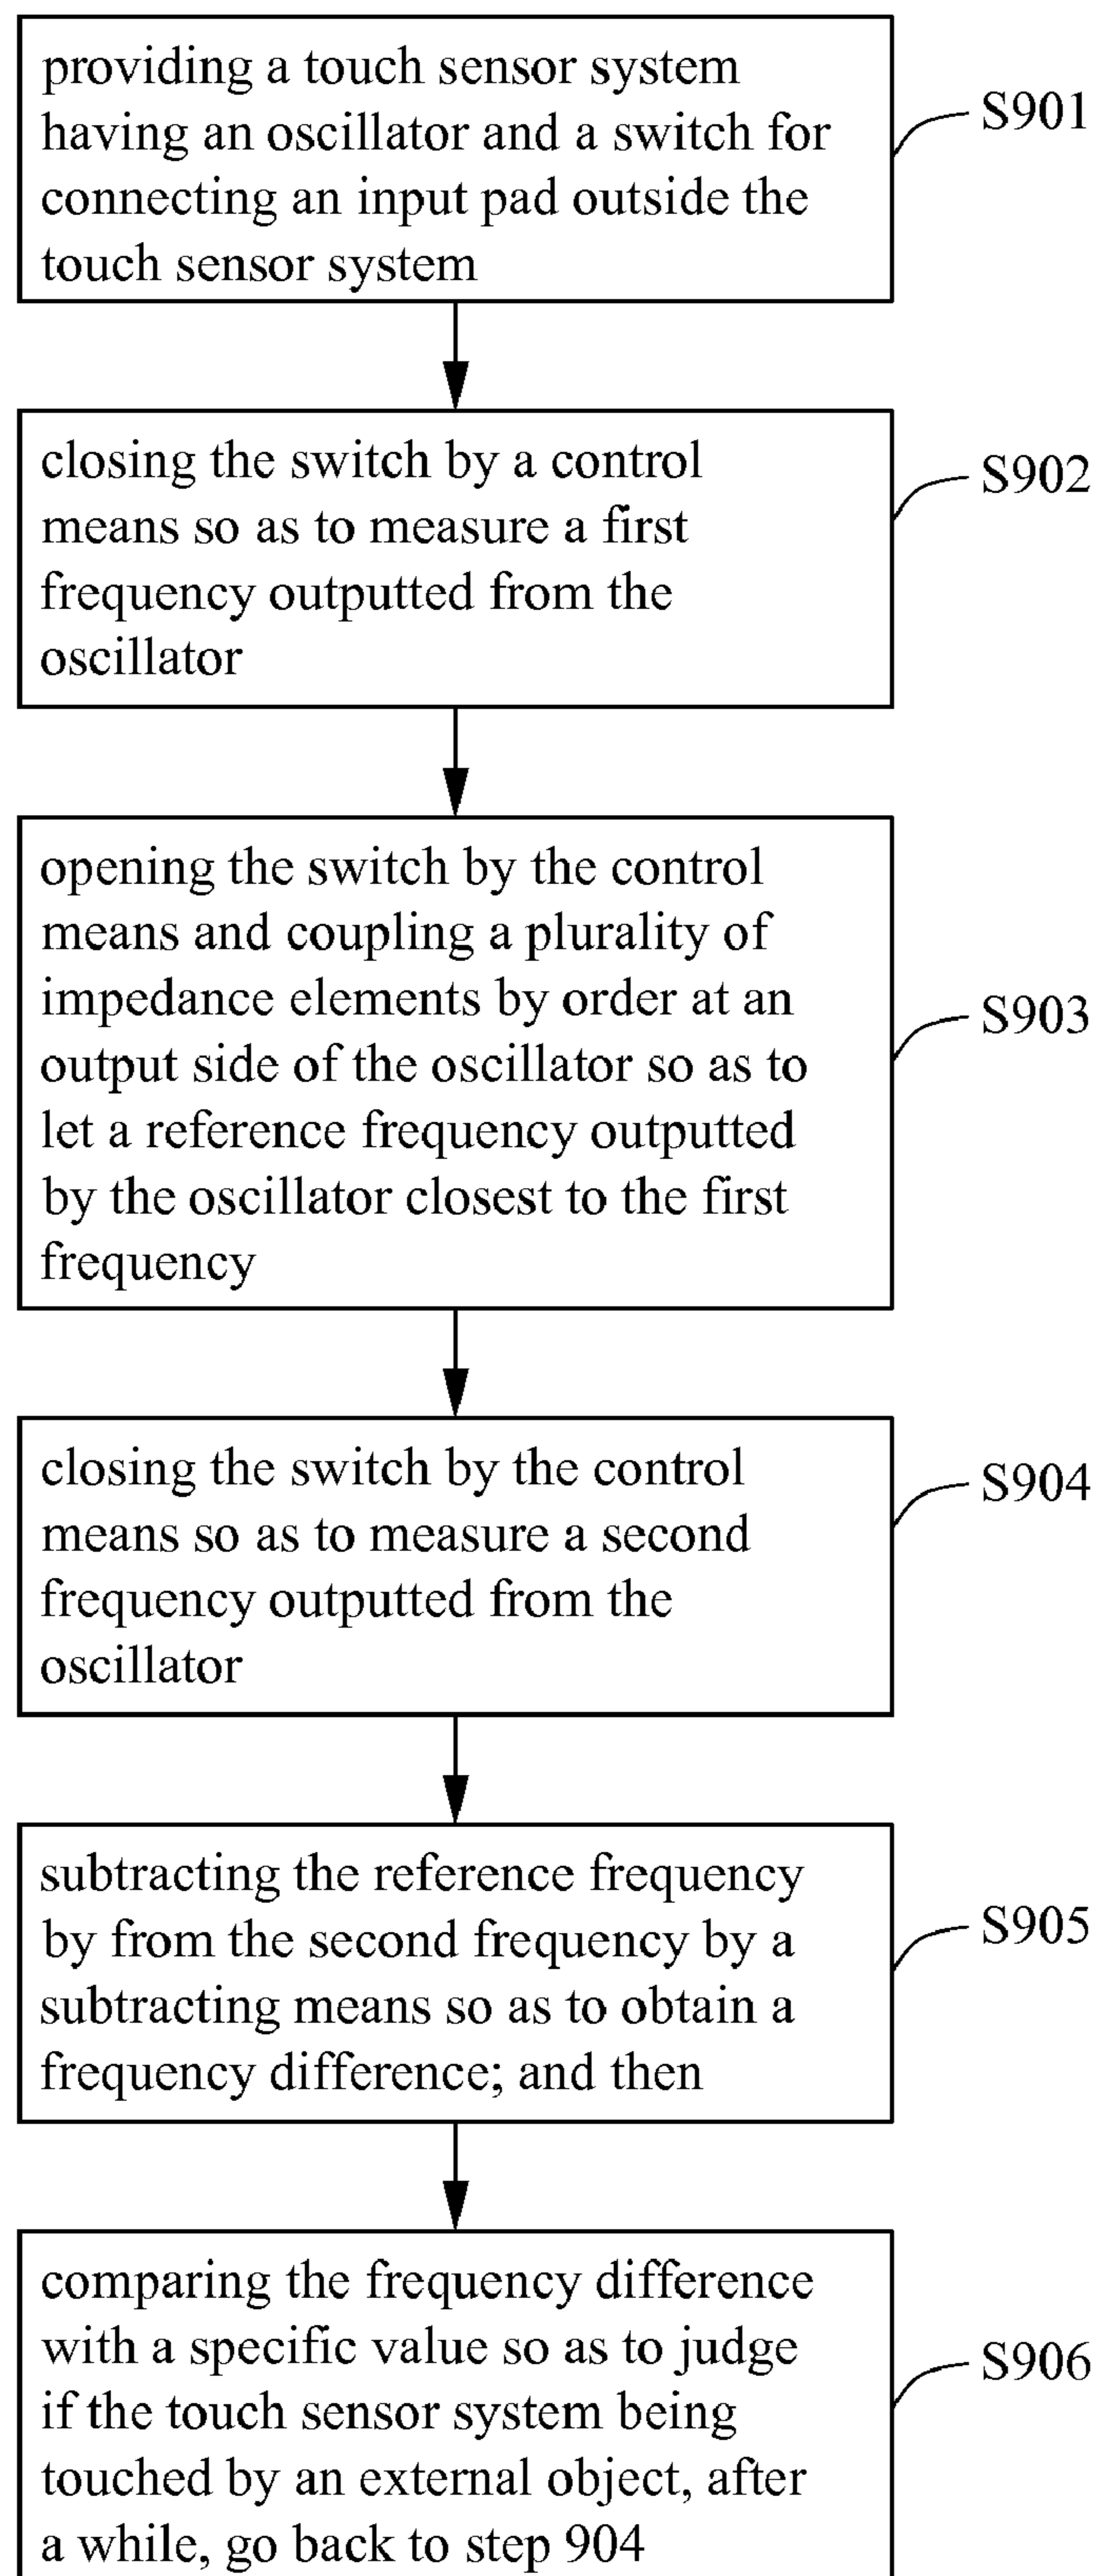 providing a touch sensor system
having an oscillator and a switch for
connecting an input pad outside the
touch sensor system
S901
closing the switch by a control
means so as to measure a first
frequency outputted from the
oscillator
S902
opening the switch by the control
means and coupling a plurality of
impedance elements by order at an
output side of the oscillator so as to
let a reference frequency outputted
by the oscillator closest to the first
frequency
S903
closing the switch by the control
means so as to measure a second
frequency outputted from the
oscillator
S904
subtracting the reference frequency
by from the second frequency by a
subtracting means so as to obtain a
frequency difference; and then
S905
comparing the frequency difference
with a specific value so as to judge
if the touch sensor system being
touched by an external object, after
a while, go back to step 904
S906